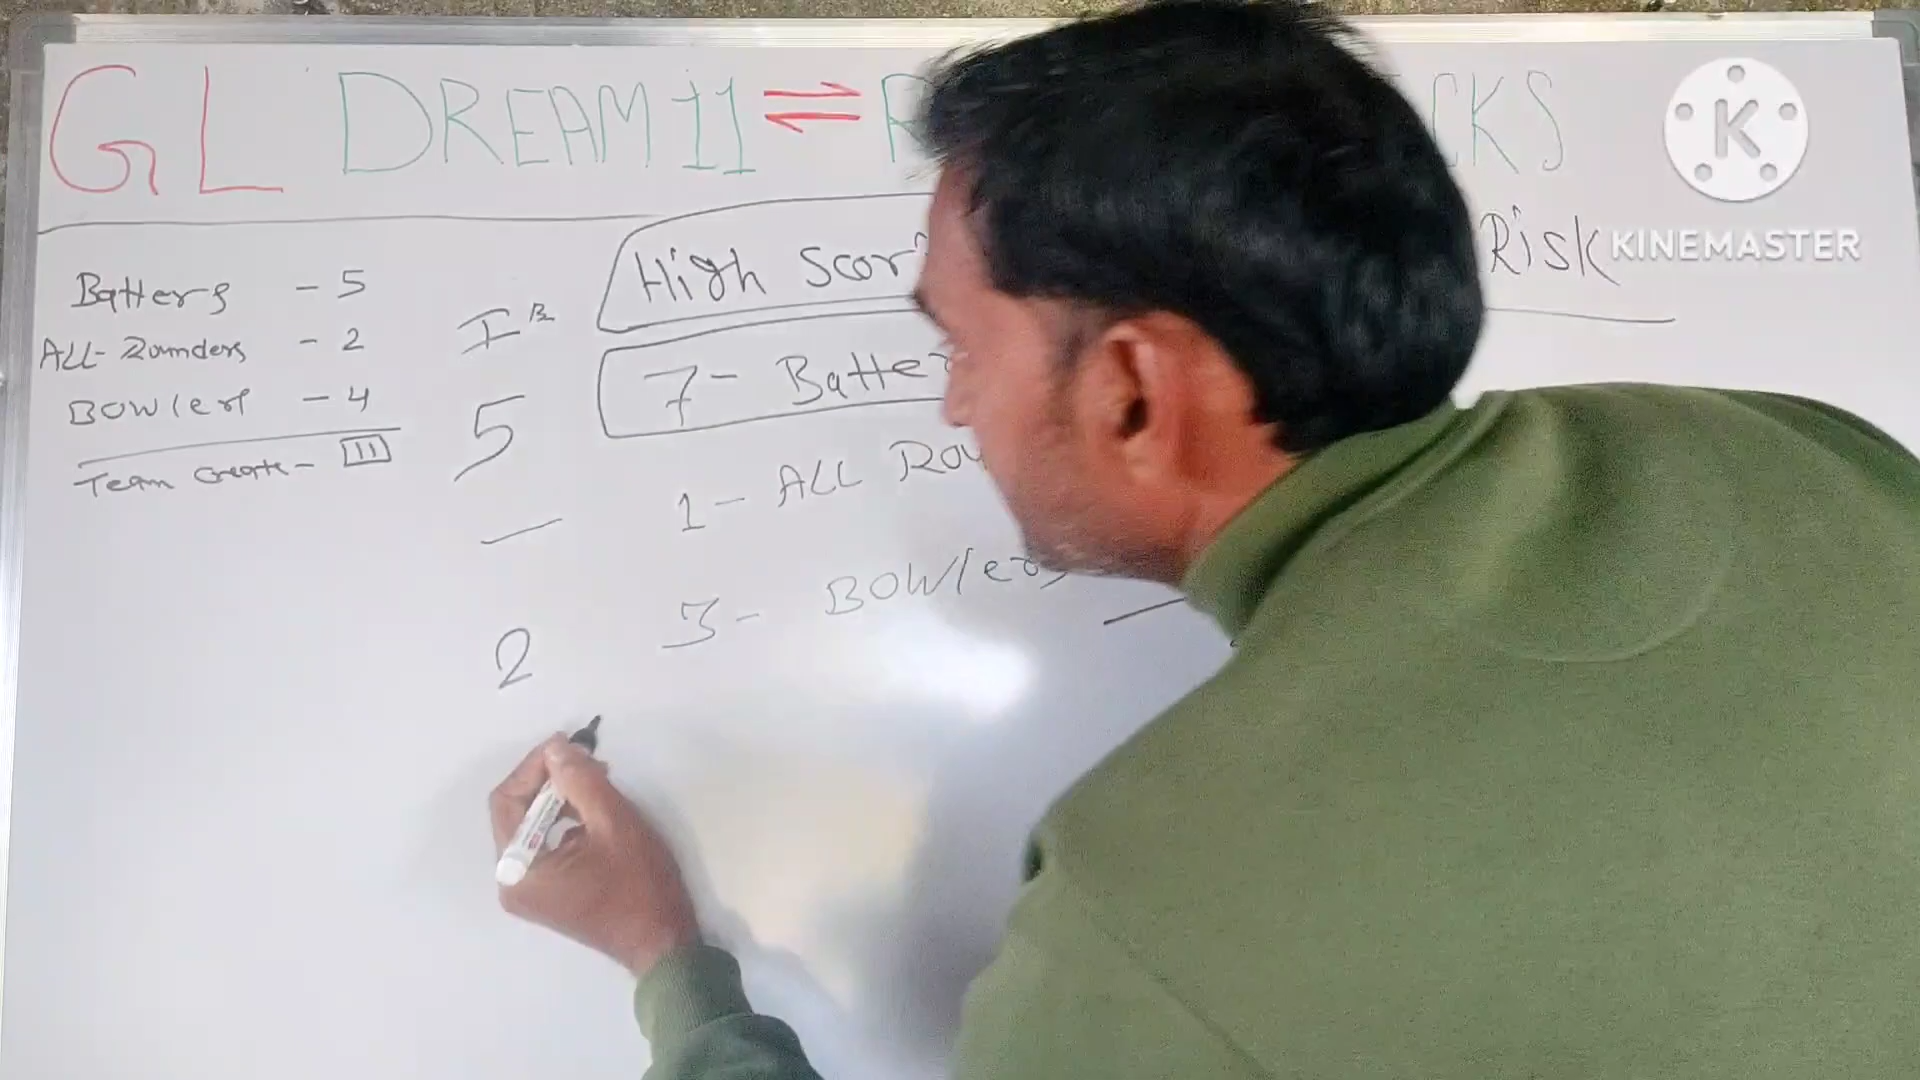 GL DREAM 11 ⇌ CKS
High Scor Risk
KINEMASTER
Batters - 5
ALL-Rounders - 2
BOWlers - 4
Team Create - 11
I
5
7 - Batter
1 - ALL Rou
3 - BOWlers
2